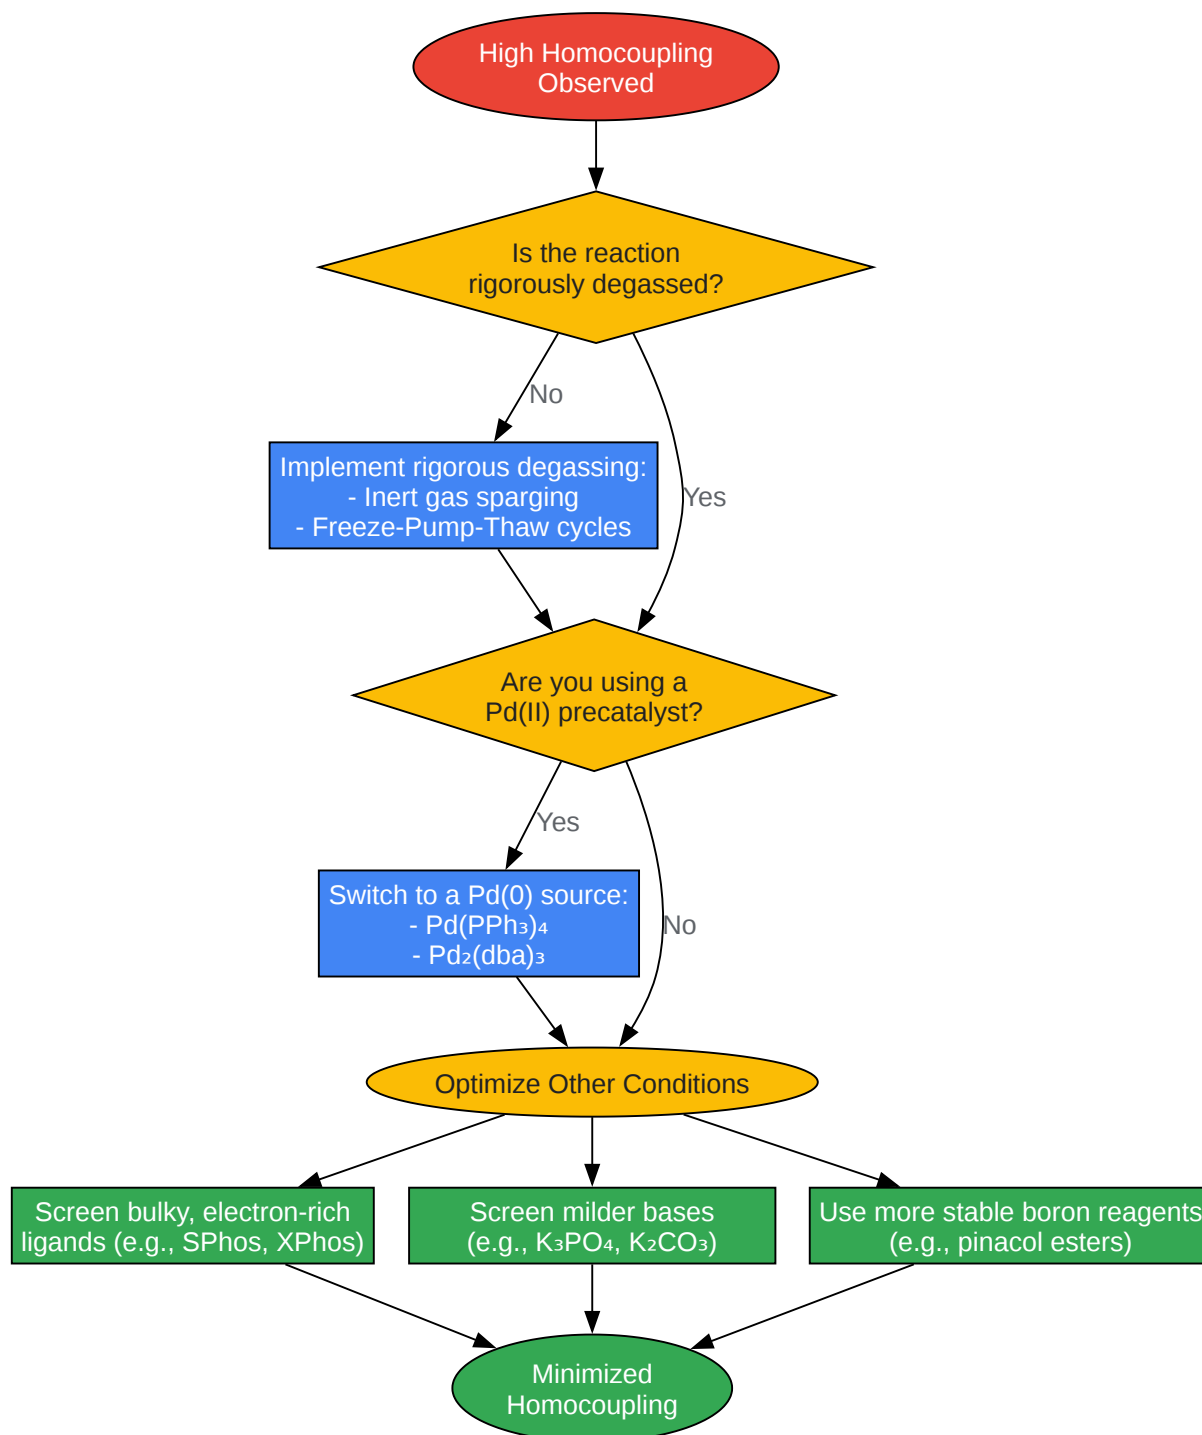 High Homocoupling
Observed
Is the reaction
rigorously degassed?
No
Implement rigorous degassing:
- Inert gas sparging
- Freeze-Pump-Thaw cycles
Yes
Are you using a
Pd(II) precatalyst?
Yes
Switch to a Pd(0) source:
- Pd(PPh₃)₄
- Pd₂(dba)₃
No
Optimize Other Conditions
Screen bulky, electron-rich
ligands (e.g., SPhos, XPhos)
Screen milder bases
(e.g., K₃PO₄, K₂CO₃)
Use more stable boron reagents
(e.g., pinacol esters)
Minimized
Homocoupling